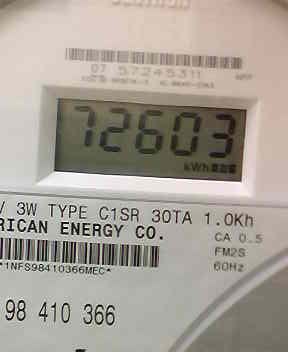 07 57245311
72603
kWh
V 3W TYPE C1SR 30TA 1.0Kh
RICAN ENERGY CO.
CA 0.5
FM2S
*1NFS98410366MEC*
60Hz
98 410 366